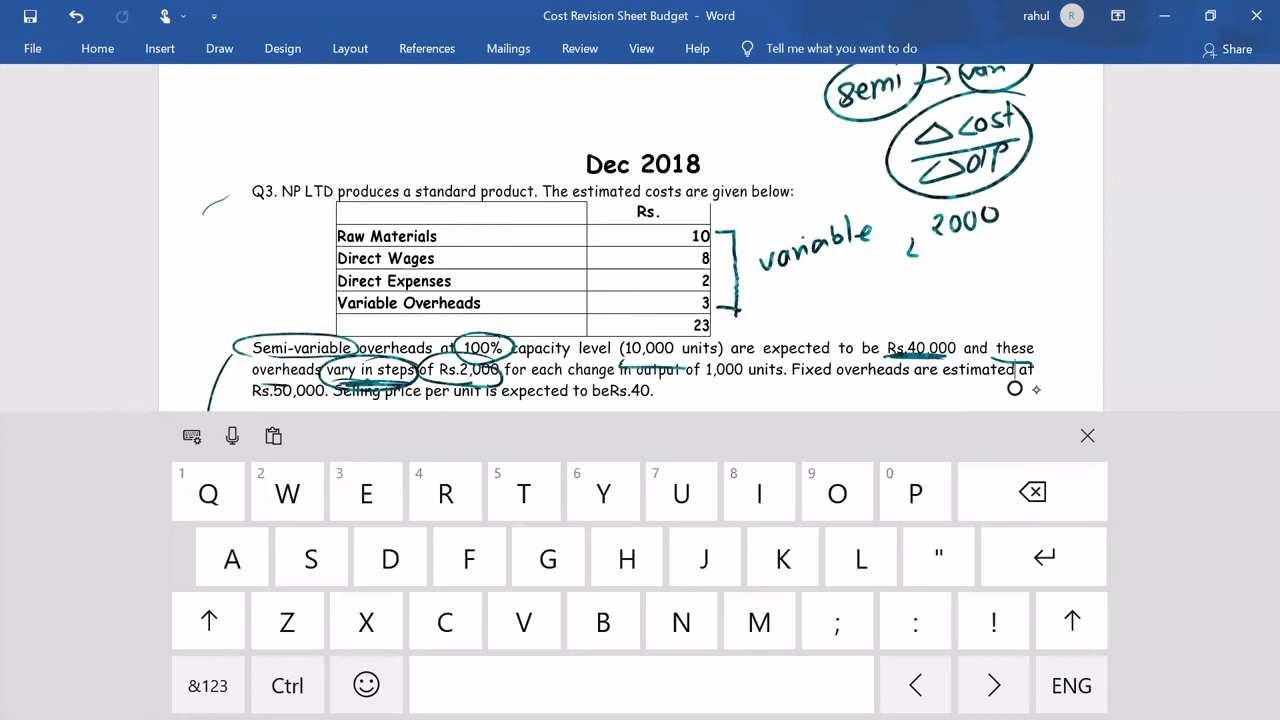 Cost Revision Sheet Budget - Word
rahul R
File Home Insert Draw Design Layout References Mailings Review View Help Tell me what you want to do Share
semi → van
Δ Cost
Dec 2018
Q3. NP LTD produces a standard product. The estimated costs are given below:
Rs.
Raw Materials 10
Direct Wages 8
Direct Expenses 2
Variable Overheads 3
23
variable
2000
Semi-variable overheads at 100% capacity level (10,000 units) are expected to be Rs.40,000 and these
overheads vary in steps of Rs.2,000 for each change in output of 1,000 units. Fixed overheads are estimated at
Rs.50,000. Selling price per unit is expected to beRs.40.
1 Q 2 W 3 E 4 R 5 T 6 Y 7 U 8 I 9 O 0 P
A S D F G H J K L "
↑ Z X C V B N M ; : ! ↑
&123 Ctrl < > ENG